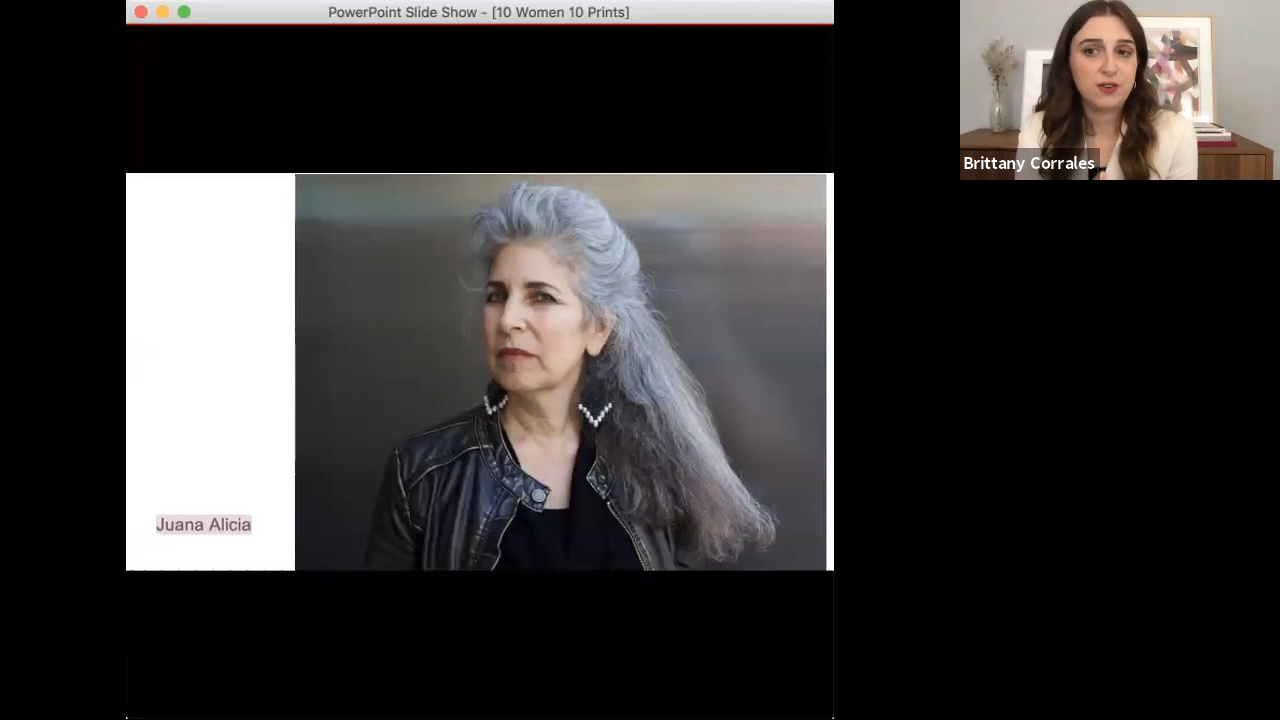 PowerPoint Slide Show - [10 Women 10 Prints]
Brittany Corrales
Juana Alicia